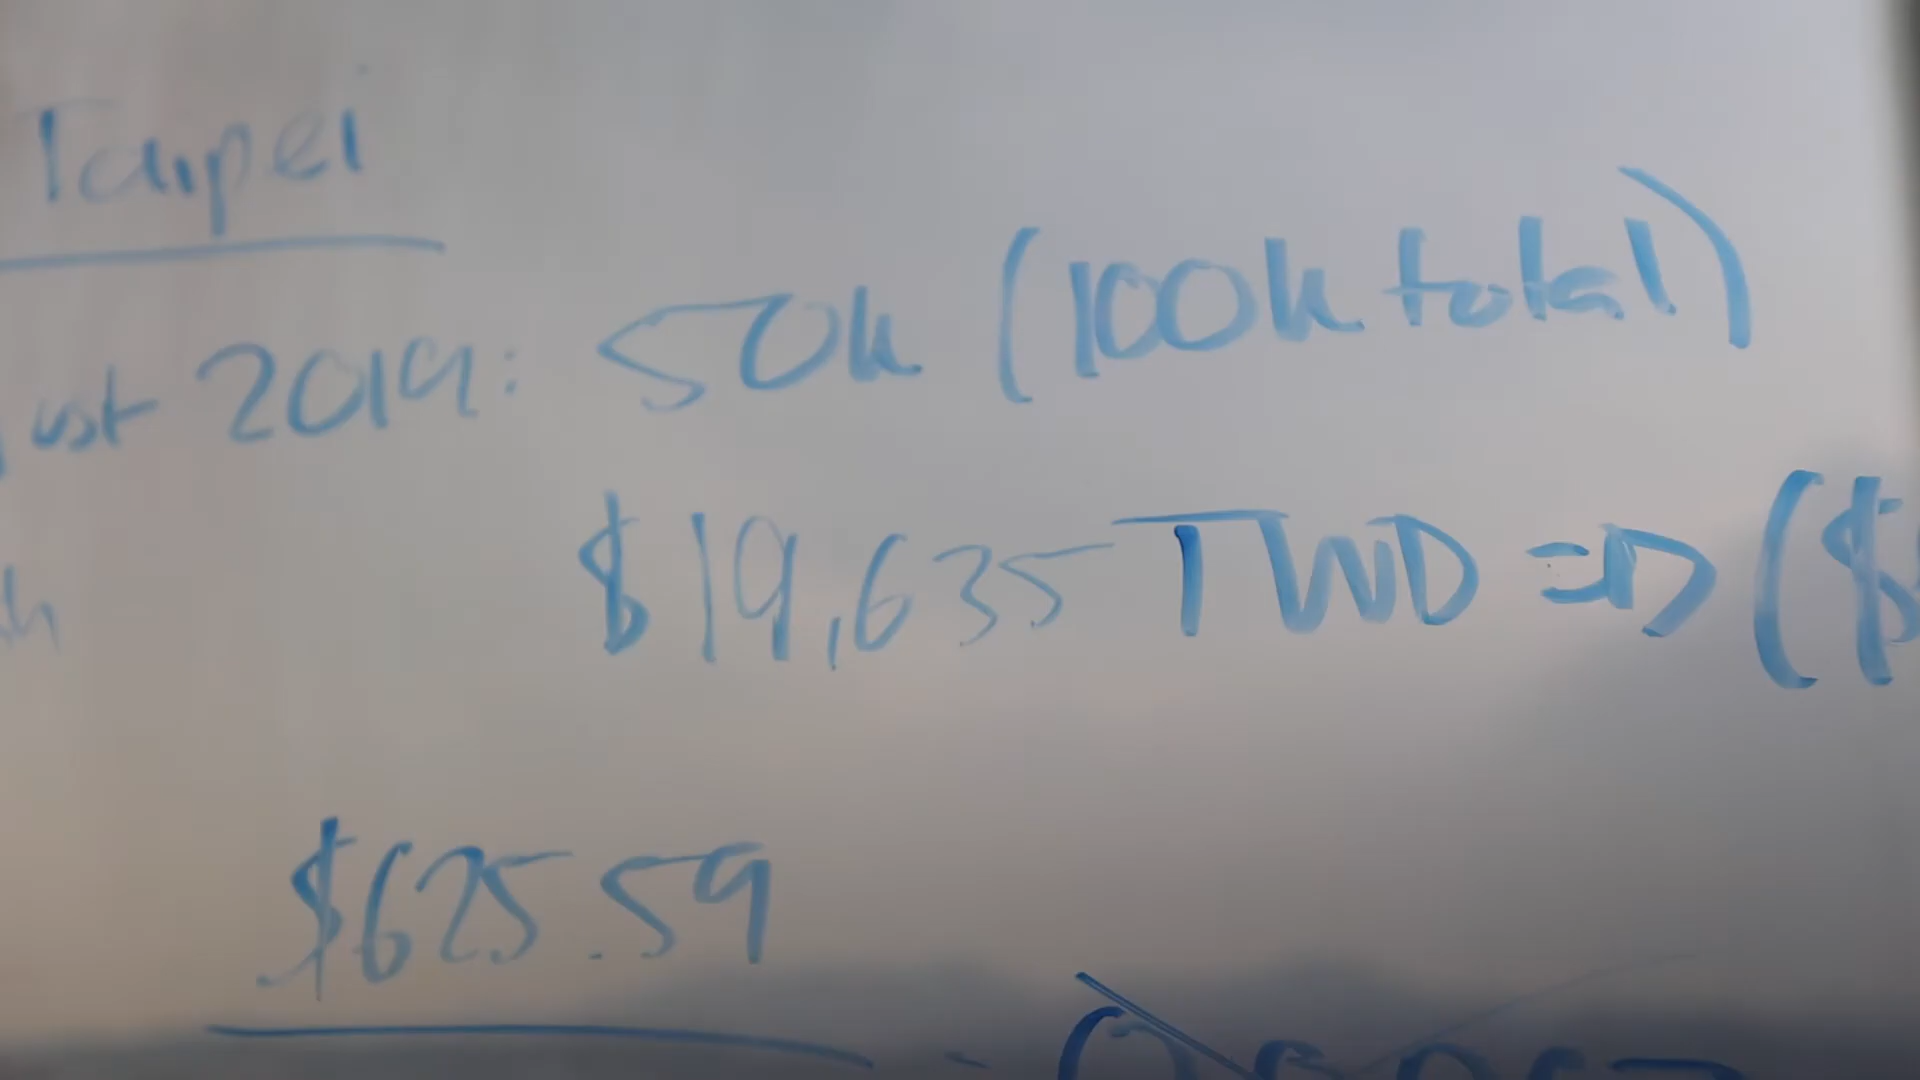 Taipei
ust 2019: 50k (100k total)
$19,635 TWD => ($
$625.59